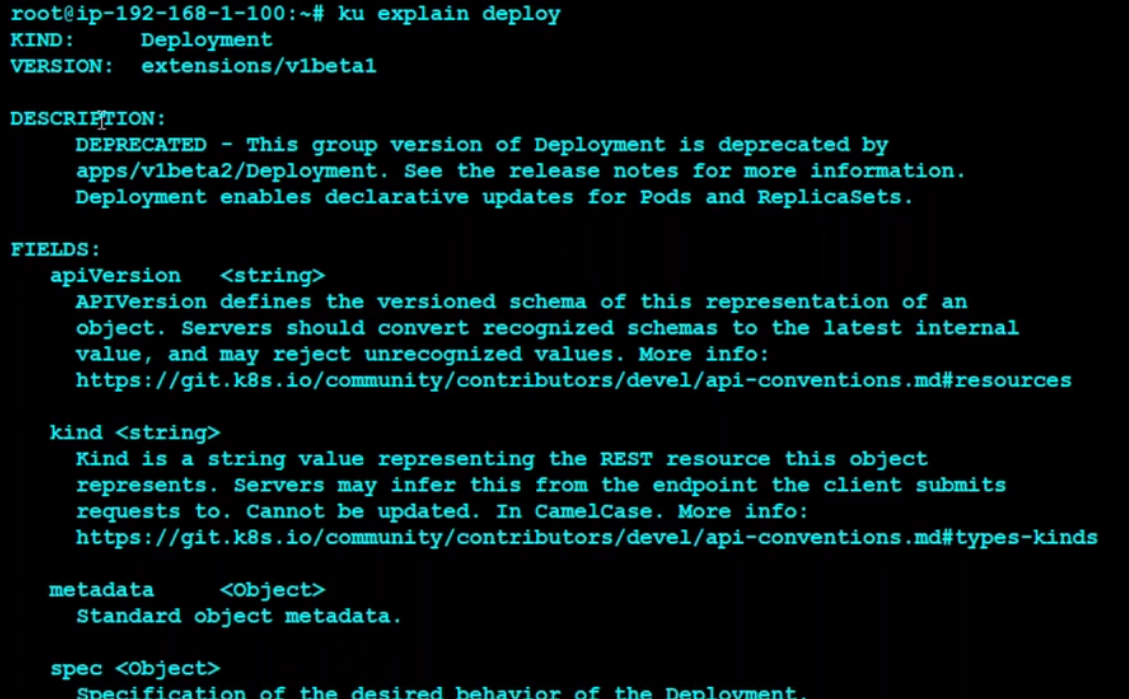 root@ip-192-168-1-100:~# ku explain deploy
KIND:     Deployment
VERSION:  extensions/v1beta1
DESCRIPTION:
DEPRECATED - This group version of Deployment is deprecated by
apps/v1beta2/Deployment. See the release notes for more information.
Deployment enables declarative updates for Pods and ReplicaSets.
FIELDS:
apiVersion   <string>
APIVersion defines the versioned schema of this representation of an
object. Servers should convert recognized schemas to the latest internal
value, and may reject unrecognized values. More info:
https://git.k8s.io/community/contributors/devel/api-conventions.md#resources
kind <string>
Kind is a string value representing the REST resource this object
represents. Servers may infer this from the endpoint the client submits
requests to. Cannot be updated. In CamelCase. More info:
https://git.k8s.io/community/contributors/devel/api-conventions.md#types-kinds
metadata     <Object>
Standard object metadata.
spec <Object>
Specification of the desired behavior of the Deployment.